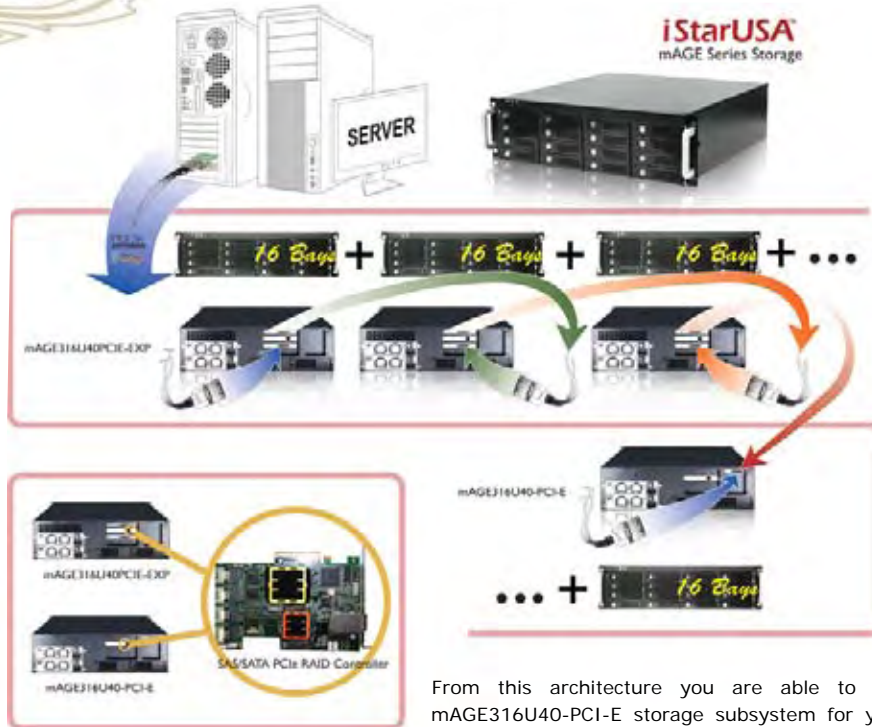 iStarUSA
mAGE Series Storage
SERVER
16 Bays + 16 Bays + 16 Bays + ...
mAGE316U40PCIE-EXP
mAGE316U40-PCI-E
... + 16 Bays
mAGE316U40PCIE-EXP
mAGE316U40-PCI-E
SAS/SATA PCIe RAID Controller
From this architecture you are able to
mAGE316U40-PCI-E storage subsystem for y